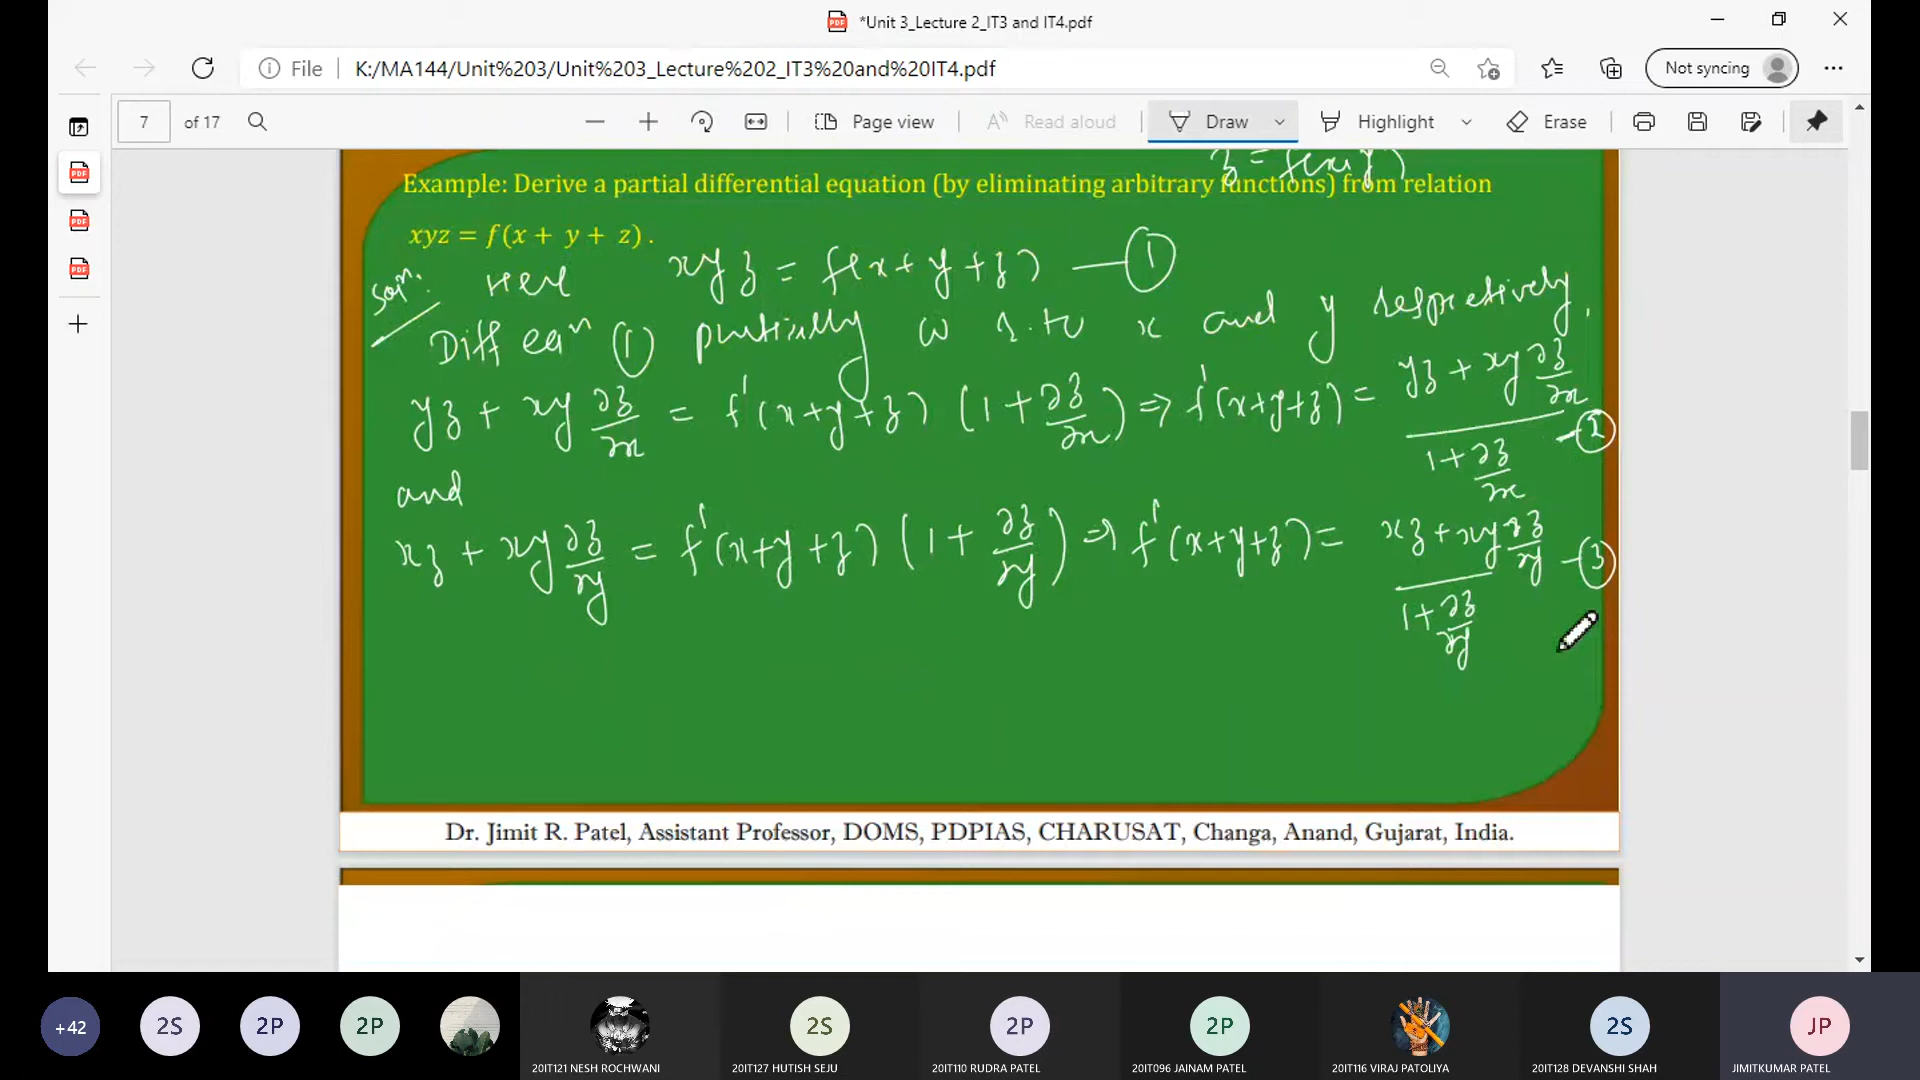 *Unit 3_Lecture 2_IT3 and IT4.pdf
File | K:/MA144/Unit%203/Unit%203_Lecture%202_IT3%20and%20IT4.pdf
Not syncing
7 of 17
Page view
Read aloud
Draw
Highlight
Erase
z = f(x, y)
Example: Derive a partial differential equation (by eliminating arbitrary functions) from relation
xyz = f(x + y + z) .
Soln: Here xyz = f(x+y+z) — ①
Diff eqn ① partially w.r.to x and y respectively,
yz + xy ∂z/∂x = f'(x+y+z) (1+∂z/∂x) ⇒ f'(x+y+z) = (yz + xy ∂z/∂x)/(1+∂z/∂x) — ②
and
xz + xy ∂z/∂y = f'(x+y+z) (1+ ∂z/∂y) ⇒ f'(x+y+z) = (xz+xy ∂z/∂y)/(1+∂z/∂y) — ③
Dr. Jimit R. Patel, Assistant Professor, DOMS, PDPIAS, CHARUSAT, Changa, Anand, Gujarat, India.
+42 2S 2P 2P 2S 2P 2P 2S JP
20IT121 NESH ROCHWANI 20IT127 HUTISH SEJU 20IT110 RUDRA PATEL 20IT096 JAINAM PATEL 20IT116 VIRAJ PATOLIYA 20IT128 DEVANSHI SHAH JIMITKUMAR PATEL